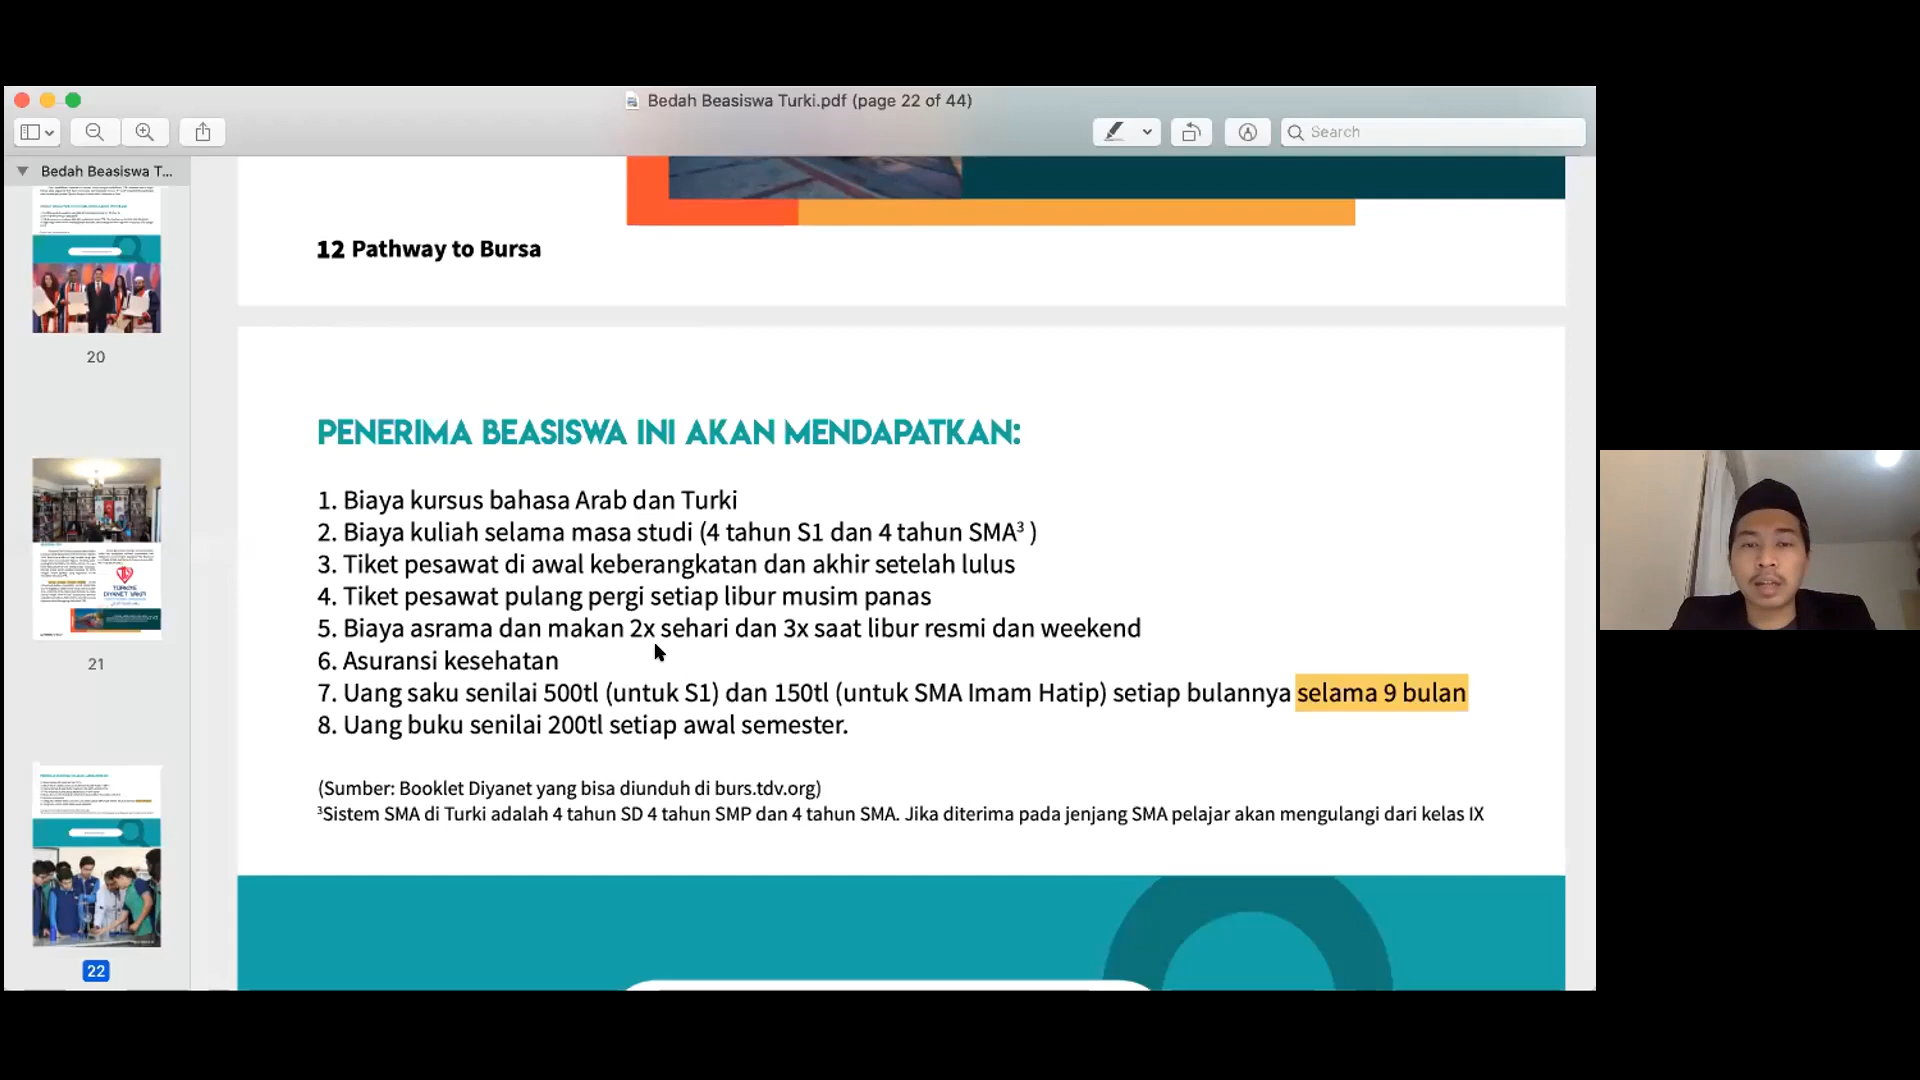 Bedah Beasiswa Turki.pdf (page 22 of 44)
Search
Bedah Beasiswa T...
20
TÜRKİYE
DİYANET VAKFI
21
22
12 Pathway to Bursa
PENERIMA BEASISWA INI AKAN MENDAPATKAN:
1. Biaya kursus bahasa Arab dan Turki
2. Biaya kuliah selama masa studi (4 tahun S1 dan 4 tahun SMA³ )
3. Tiket pesawat di awal keberangkatan dan akhir setelah lulus
4. Tiket pesawat pulang pergi setiap libur musim panas
5. Biaya asrama dan makan 2x sehari dan 3x saat libur resmi dan weekend
6. Asuransi kesehatan
7. Uang saku senilai 500tl (untuk S1) dan 150tl (untuk SMA Imam Hatip) setiap bulannya selama 9 bulan
8. Uang buku senilai 200tl setiap awal semester.
(Sumber: Booklet Diyanet yang bisa diunduh di burs.tdv.org)
³Sistem SMA di Turki adalah 4 tahun SD 4 tahun SMP dan 4 tahun SMA. Jika diterima pada jenjang SMA pelajar akan mengulangi dari kelas IX